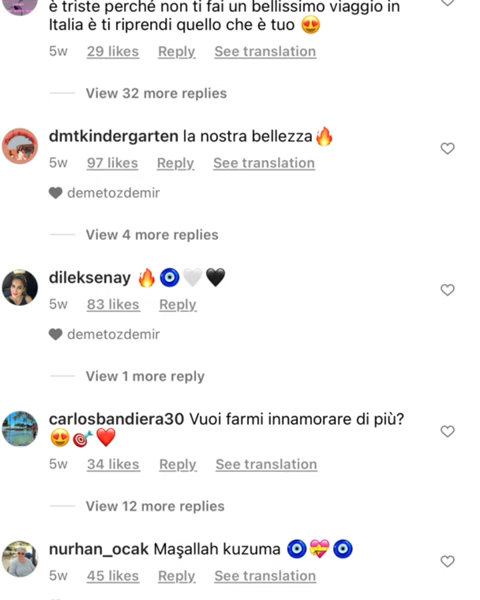 è triste perché non ti fai un bellissimo viaggio in
Italia è ti riprendi quello che è tuo 😍
5w 29 likes Reply See translation
View 32 more replies
dmtkindergarten la nostra bellezza🔥
5w 97 likes Reply See translation
demetozdemir
View 4 more replies
dileksenay 🔥🧿🤍🖤
5w 83 likes Reply
demetozdemir
View 1 more reply
carlosbandiera30 Vuoi farmi innamorare di più?
😍🎯❤️
5w 34 likes Reply See translation
View 12 more replies
nurhan_ocak Maşallah kuzuma 🧿💝🧿
5w 45 likes Reply See translation